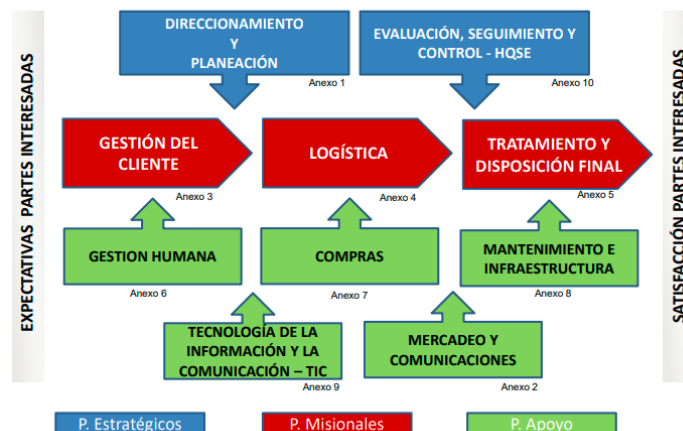 EXPECTATIVAS PARTES INTERESADAS
DIRECCIONAMIENTO
Y
PLANEACIÓN
Anexo 1
EVALUACIÓN, SEGUIMIENTO Y
CONTROL - HQSE
Anexo 10
GESTIÓN DEL
CLIENTE
Anexo 3
LOGÍSTICA
Anexo 4
TRATAMIENTO Y
DISPOSICIÓN FINAL
Anexo 5
GESTION HUMANA
Anexo 6
COMPRAS
Anexo 7
MANTENIMIENTO E
INFRAESTRUCTURA
Anexo 8
TECNOLOGÍA DE LA
INFORMACIÓN Y LA
COMUNICACIÓN – TIC
Anexo 9
MERCADEO Y
COMUNICACIONES
Anexo 2
SATISFACCIÓN PARTES INTERESADAS
P. Estratégicos
P. Misionales
P. Apoyo